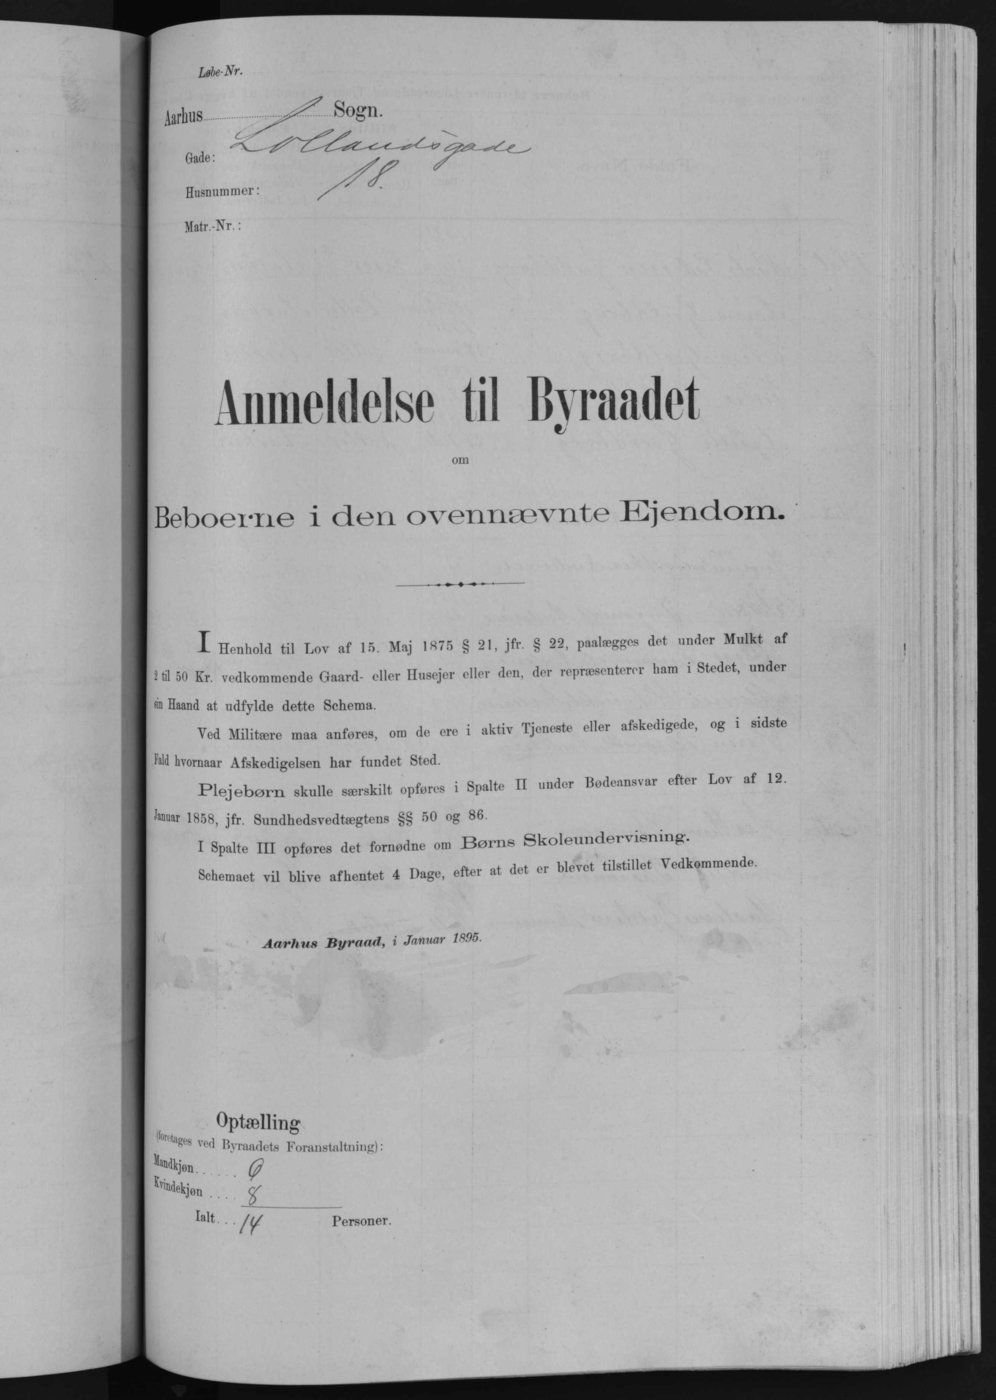 Løbe-Nr.
Aarhus Sogn.
Gade: Lollandsgade
Husnummer: 18.
Matr.-Nr.:
Anmeldelse til Byraadet
om
Beboerne i den ovennævnte Ejendom.
I Henhold til Lov af 15. Maj 1875 § 21, jfr. § 22, paalægges det under Mulkt af
2 til 50 Kr. vedkommende Gaard- eller Husejer eller den, der repræsenterer ham i Stedet, under
sin Haand at udfylde dette Schema.
Ved Militære maa anføres, om de ere i aktiv Tjeneste eller afskedigede, og i sidste
Fald hvornaar Afskedigelsen har fundet Sted.
Plejebørn skulle særskilt opføres i Spalte II under Bødeansvar efter Lov af 12.
Januar 1858, jfr. Sundhedsvedtægtens §§ 50 og 86.
I Spalte III opføres det fornødne om Børns Skoleundervisning.
Schemaet vil blive afhentet 4 Dage, efter at det er blevet tilstillet Vedkommende.
Aarhus Byraad, i Januar 1895.
Optælling
(foretages ved Byraadets Foranstaltning):
Mandkjøn...... 6
Kvindekjøn .... 8
Ialt... 14 Personer.